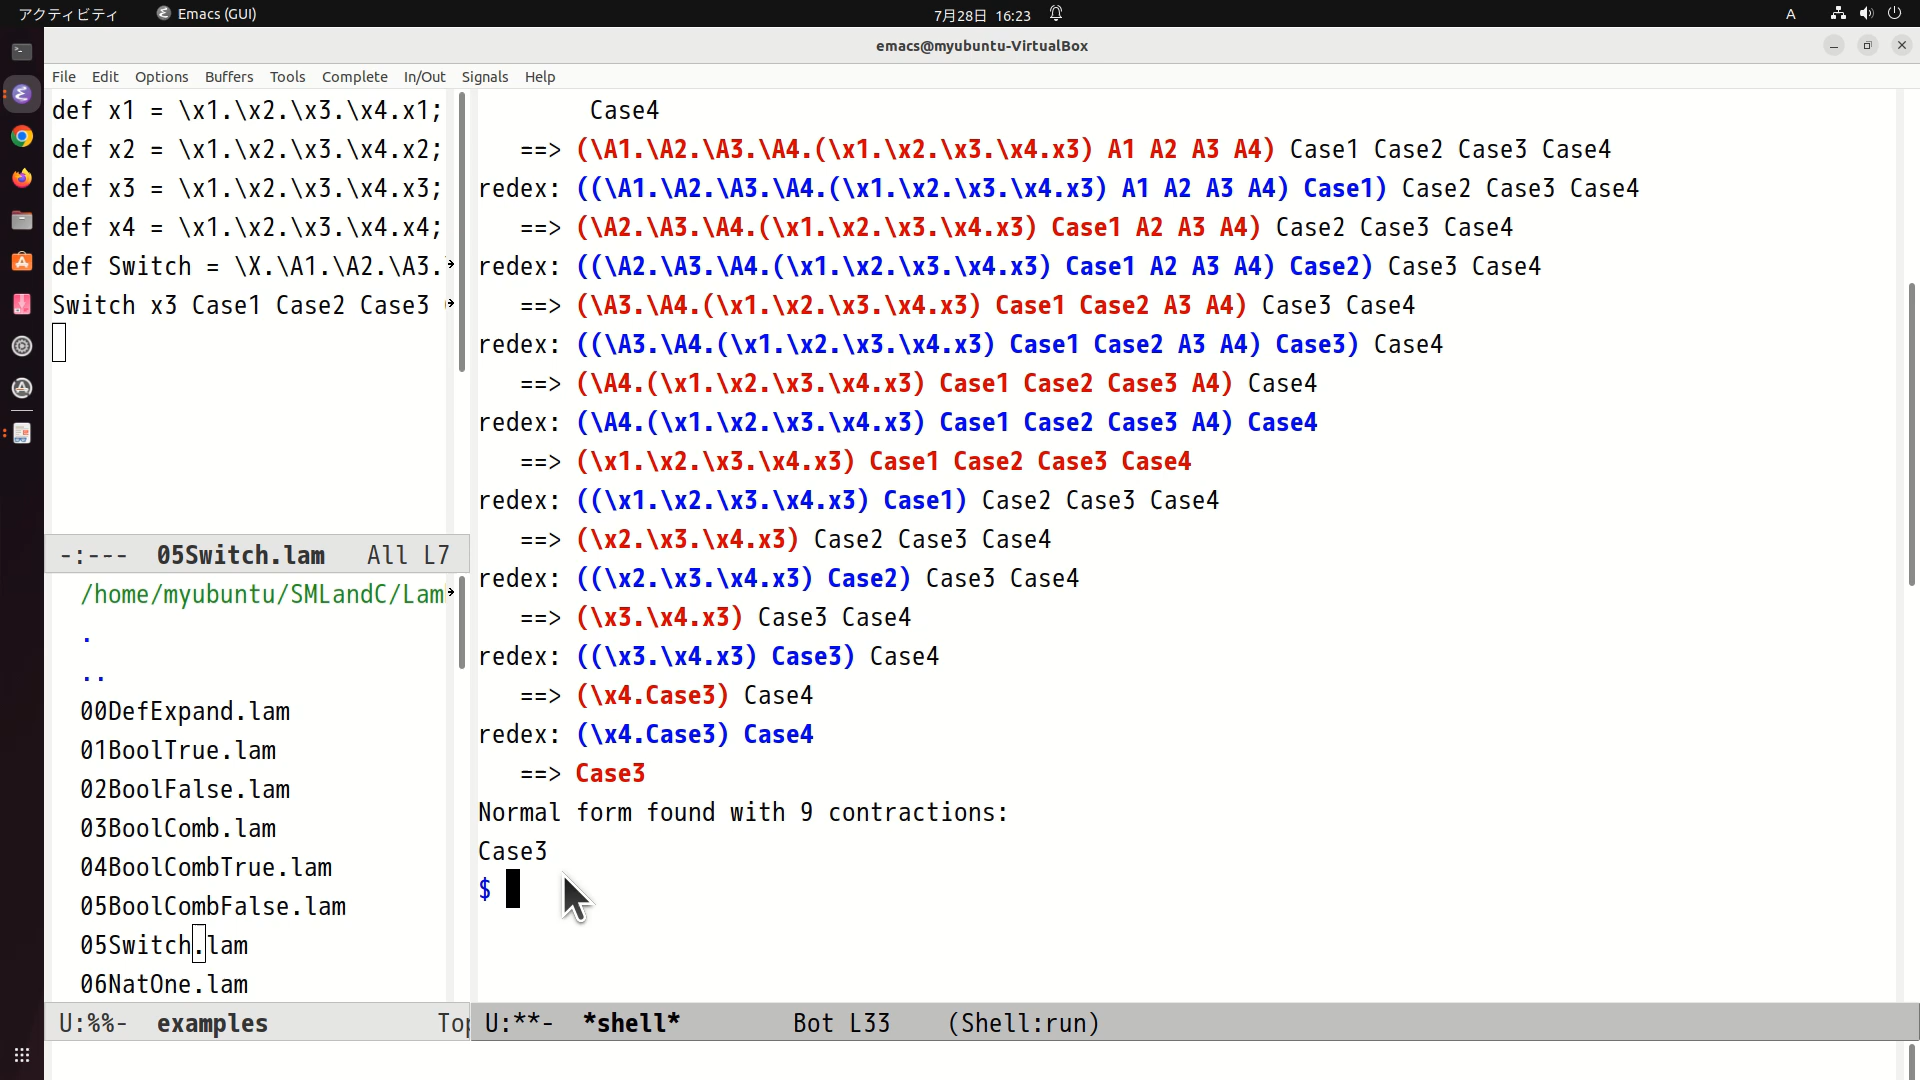 アクティビティ Emacs (GUI) 7月28日 16:23 A
emacs@myubuntu-VirtualBox
File Edit Options Buffers Tools Complete In/Out Signals Help
def x1 = \x1.\x2.\x3.\x4.x1;
def x2 = \x1.\x2.\x3.\x4.x2;
def x3 = \x1.\x2.\x3.\x4.x3;
def x4 = \x1.\x2.\x3.\x4.x4;
def Switch = \X.\A1.\A2.\A3.
Switch x3 Case1 Case2 Case3
-:--- 05Switch.lam All L7
/home/myubuntu/SMLandC/Lam
.
..
00DefExpand.lam
01BoolTrue.lam
02BoolFalse.lam
03BoolComb.lam
04BoolCombTrue.lam
05BoolCombFalse.lam
05Switch.lam
06NatOne.lam
U:%%- examples Top
Case4
==> (\A1.\A2.\A3.\A4.(\x1.\x2.\x3.\x4.x3) A1 A2 A3 A4) Case1 Case2 Case3 Case4
redex: ((\A1.\A2.\A3.\A4.(\x1.\x2.\x3.\x4.x3) A1 A2 A3 A4) Case1) Case2 Case3 Case4
==> (\A2.\A3.\A4.(\x1.\x2.\x3.\x4.x3) Case1 A2 A3 A4) Case2 Case3 Case4
redex: ((\A2.\A3.\A4.(\x1.\x2.\x3.\x4.x3) Case1 A2 A3 A4) Case2) Case3 Case4
==> (\A3.\A4.(\x1.\x2.\x3.\x4.x3) Case1 Case2 A3 A4) Case3 Case4
redex: ((\A3.\A4.(\x1.\x2.\x3.\x4.x3) Case1 Case2 A3 A4) Case3) Case4
==> (\A4.(\x1.\x2.\x3.\x4.x3) Case1 Case2 Case3 A4) Case4
redex: (\A4.(\x1.\x2.\x3.\x4.x3) Case1 Case2 Case3 A4) Case4
==> (\x1.\x2.\x3.\x4.x3) Case1 Case2 Case3 Case4
redex: ((\x1.\x2.\x3.\x4.x3) Case1) Case2 Case3 Case4
==> (\x2.\x3.\x4.x3) Case2 Case3 Case4
redex: ((\x2.\x3.\x4.x3) Case2) Case3 Case4
==> (\x3.\x4.x3) Case3 Case4
redex: ((\x3.\x4.x3) Case3) Case4
==> (\x4.Case3) Case4
redex: (\x4.Case3) Case4
==> Case3
Normal form found with 9 contractions:
Case3
$
U:**- *shell* Bot L33 (Shell:run)